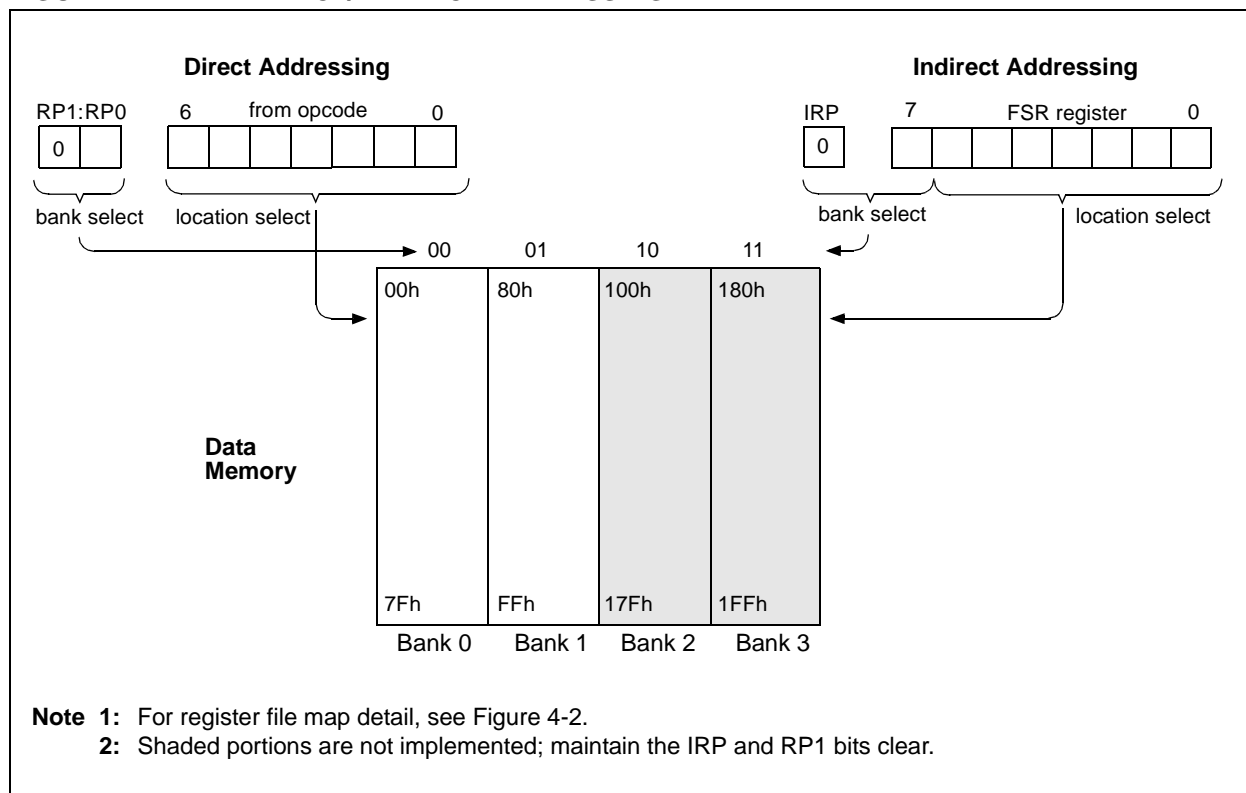 Direct Addressing
Indirect Addressing
RP1:RP0 6 from opcode 0
IRP 7 FSR register 0
0
0
bank select location select
bank select location select
00 01 10 11
00h 80h 100h 180h
Data
Memory
7Fh FFh 17Fh 1FFh
Bank 0 Bank 1 Bank 2 Bank 3
Note 1: For register file map detail, see Figure 4-2.
2: Shaded portions are not implemented; maintain the IRP and RP1 bits clear.